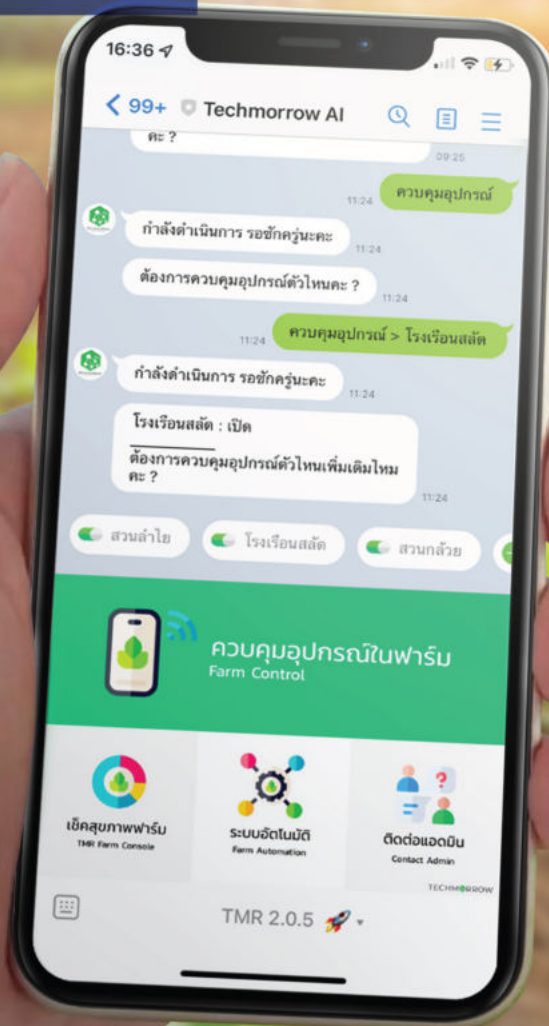 16:36
99+ Techmorrow AI
คะ ?
09:25
11:24 ควบคุมอุปกรณ์
กำลังดำเนินการ รอซักครู่นะคะ
11:24
ต้องการควบคุมอุปกรณ์ตัวไหนคะ ?
11:24
11:24 ควบคุมอุปกรณ์ > โรงเรือนสลัด
กำลังดำเนินการ รอซักครู่นะคะ
11:24
โรงเรือนสลัด : เปิด
ต้องการควบคุมอุปกรณ์ตัวไหนเพิ่มเติมไหม
คะ ?
11:24
สวนลำไย โรงเรือนสลัด สวนกล้วย
ควบคุมอุปกรณ์ในฟาร์ม
Farm Control
เช็คสุขภาพฟาร์ม ระบบอัตโนมัติ ติดต่อแอดมิน
TMR Farm Console Farm Automation Contact Admin
TECHMORROW
TMR 2.0.5